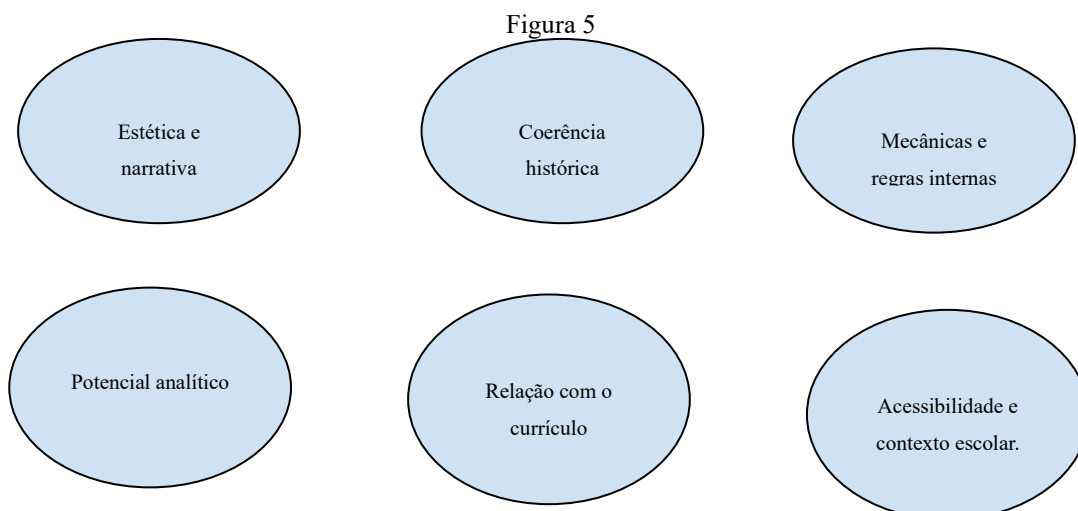 Figura 5
Estética e
narrativa
Coerência
histórica
Mecânicas e
regras internas
Potencial analítico
Relação com o
currículo
Acessibilidade e
contexto escolar.